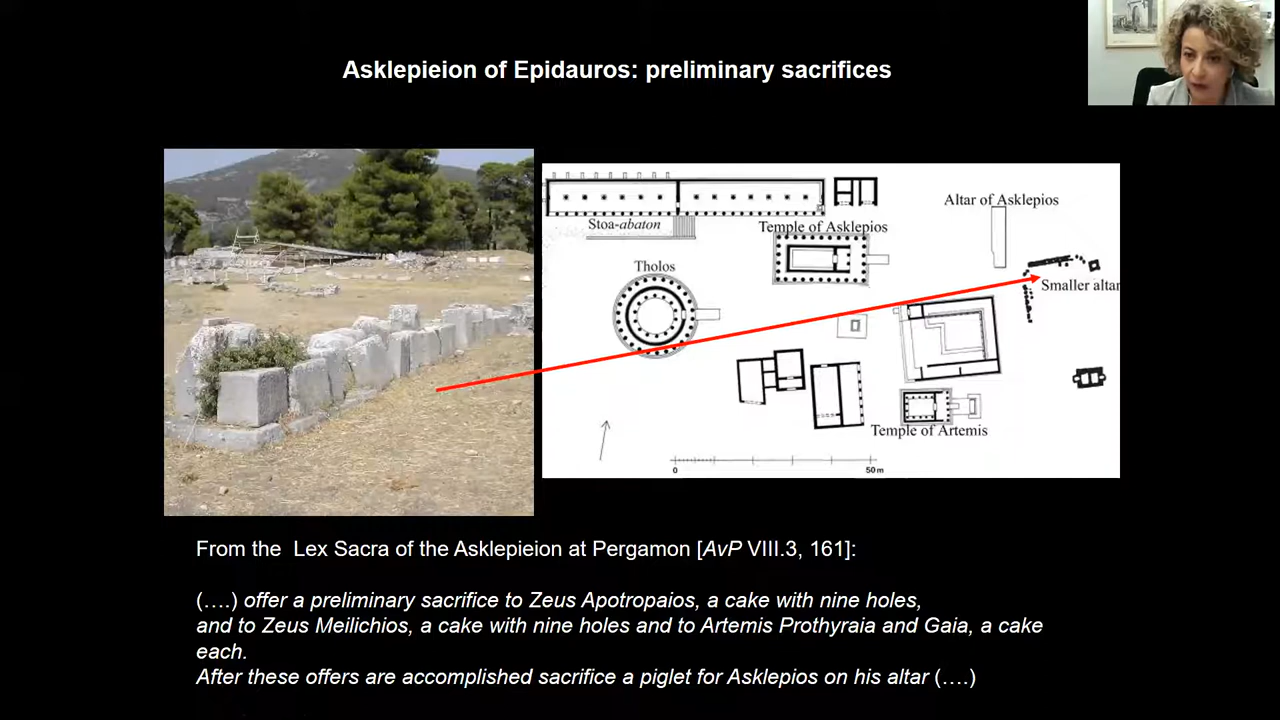 Asklepieion of Epidauros: preliminary sacrifices
Altar of Asklepios
Stoa-abaton
Temple of Asklepios
Tholos
Smaller altar
Temple of Artemis
0
50 m
From the Lex Sacra of the Asklepieion at Pergamon [AvP VIII.3, 161]:
(….) offer a preliminary sacrifice to Zeus Apotropaios, a cake with nine holes,
and to Zeus Meilichios, a cake with nine holes and to Artemis Prothyraia and Gaia, a cake
each.
After these offers are accomplished sacrifice a piglet for Asklepios on his altar (….)